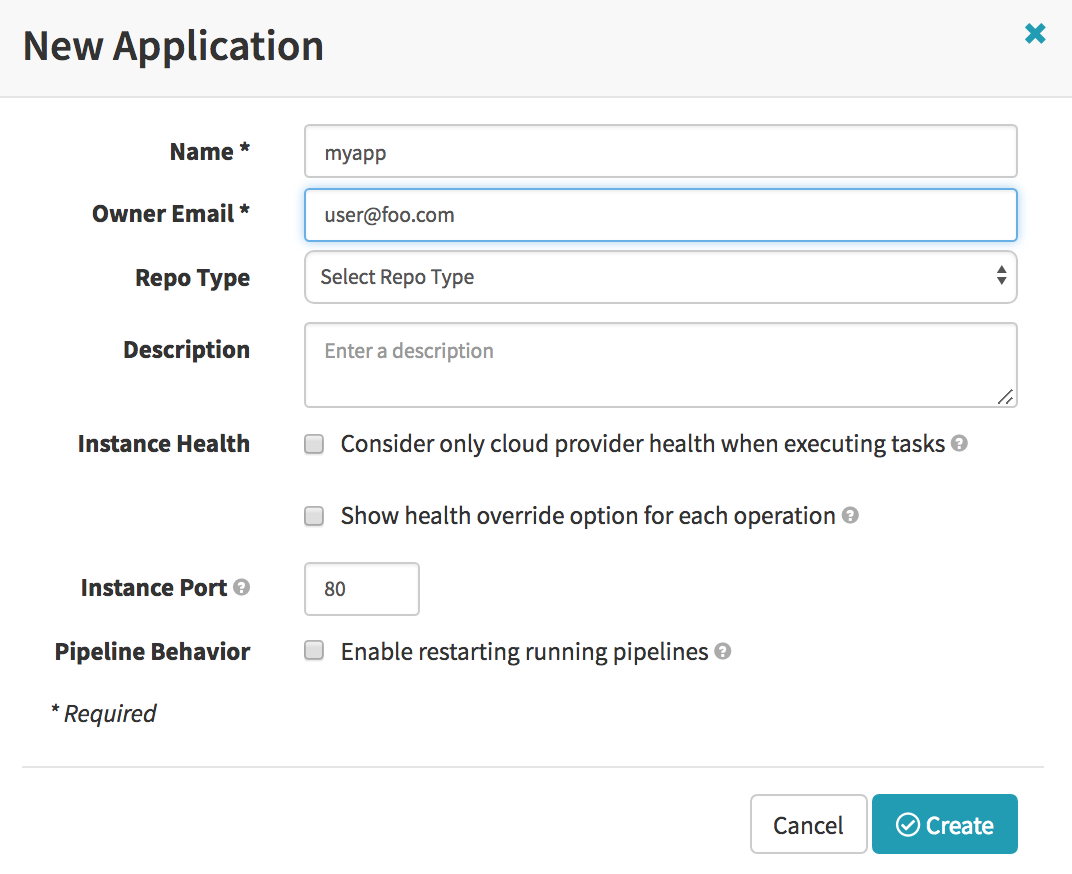 New Application
Name * myapp
Owner Email * user@foo.com
Repo Type Select Repo Type
Description Enter a description
Instance Health Consider only cloud provider health when executing tasks ?
Show health override option for each operation ?
Instance Port ? 80
Pipeline Behavior Enable restarting running pipelines ?
* Required
Cancel Create